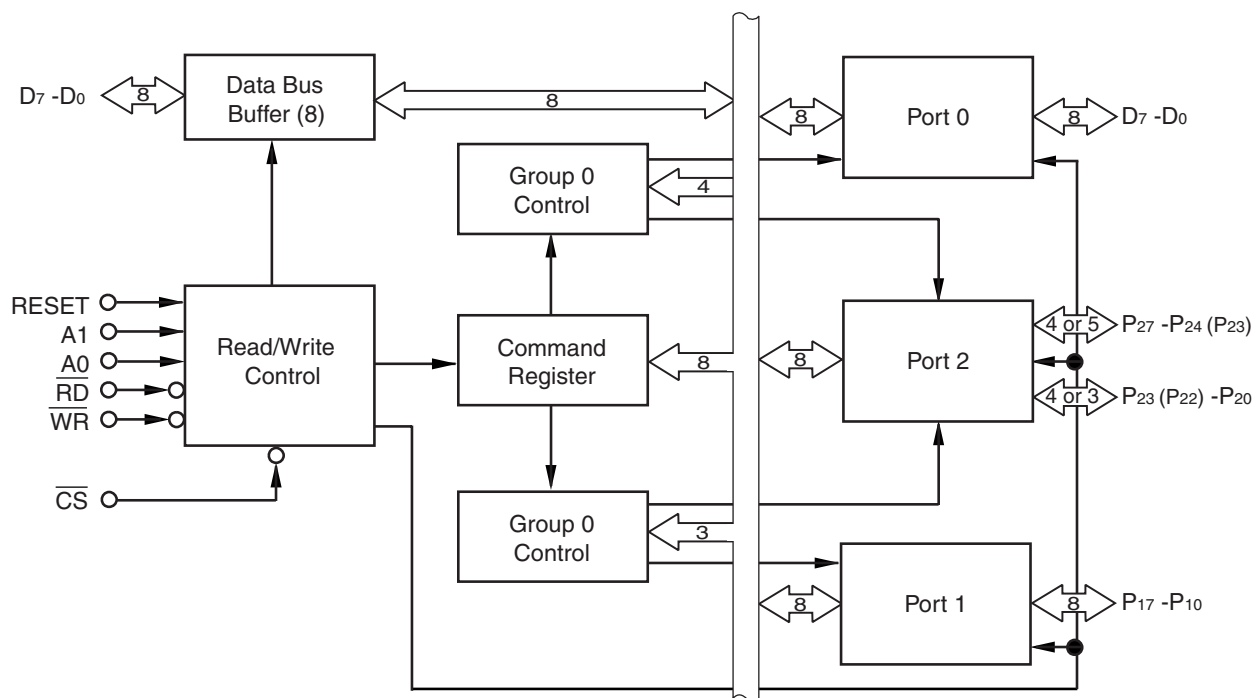 D7 -D0
8
Data Bus
Buffer (8)
8
8
Port 0
8
D7 -D0
Group 0
Control
4
RESET
A1
A0
RD
WR
CS
Read/Write
Control
Command
Register
8
8
Port 2
4 or 5
P27 -P24 (P23)
4 or 3
P23 (P22) -P20
Group 0
Control
3
8
Port 1
8
P17 -P10